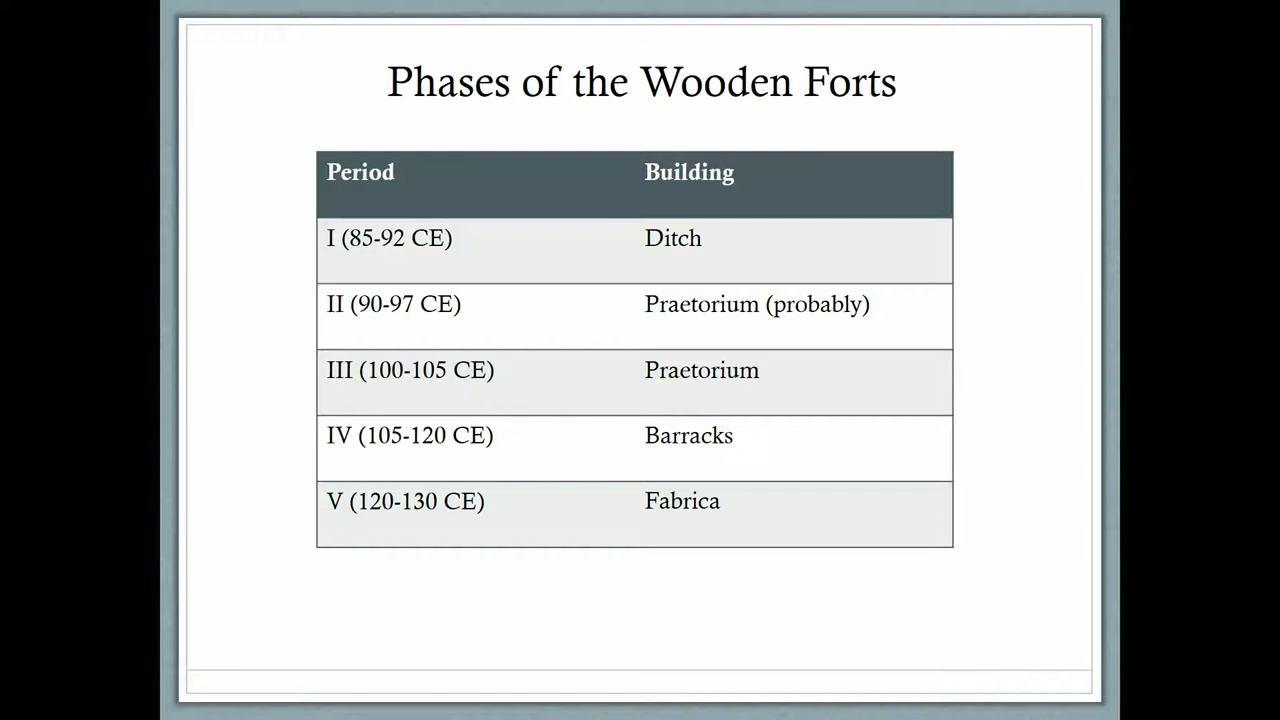 Phases of the Wooden Forts
Period Building
I (85-92 CE) Ditch
II (90-97 CE) Praetorium (probably)
III (100-105 CE) Praetorium
IV (105-120 CE) Barracks
V (120-130 CE) Fabrica